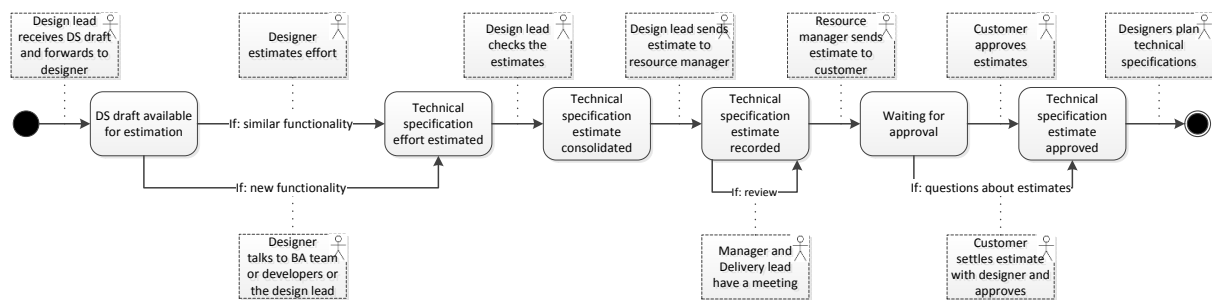 Design lead
receives DS draft
and forwards to
designer
Designer
estimates effort
Design lead
checks the
estimates
Design lead sends
estimate to
resource manager
Resource
manager sends
estimate to
customer
Customer
approves
estimates
Designers plan
technical
specifications
DS draft available
for estimation
If: similar functionality
Technical
specification
effort estimated
Technical
specification
estimate
consolidated
Technical
specification
estimate
recorded
Waiting for
approval
Technical
specification
estimate
approved
If: new functionality
If: review
If: questions about estimates
Designer
talks to BA team
or developers or
the design lead
Manager and
Delivery lead
have a meeting
Customer
settles estimate
with designer and
approves